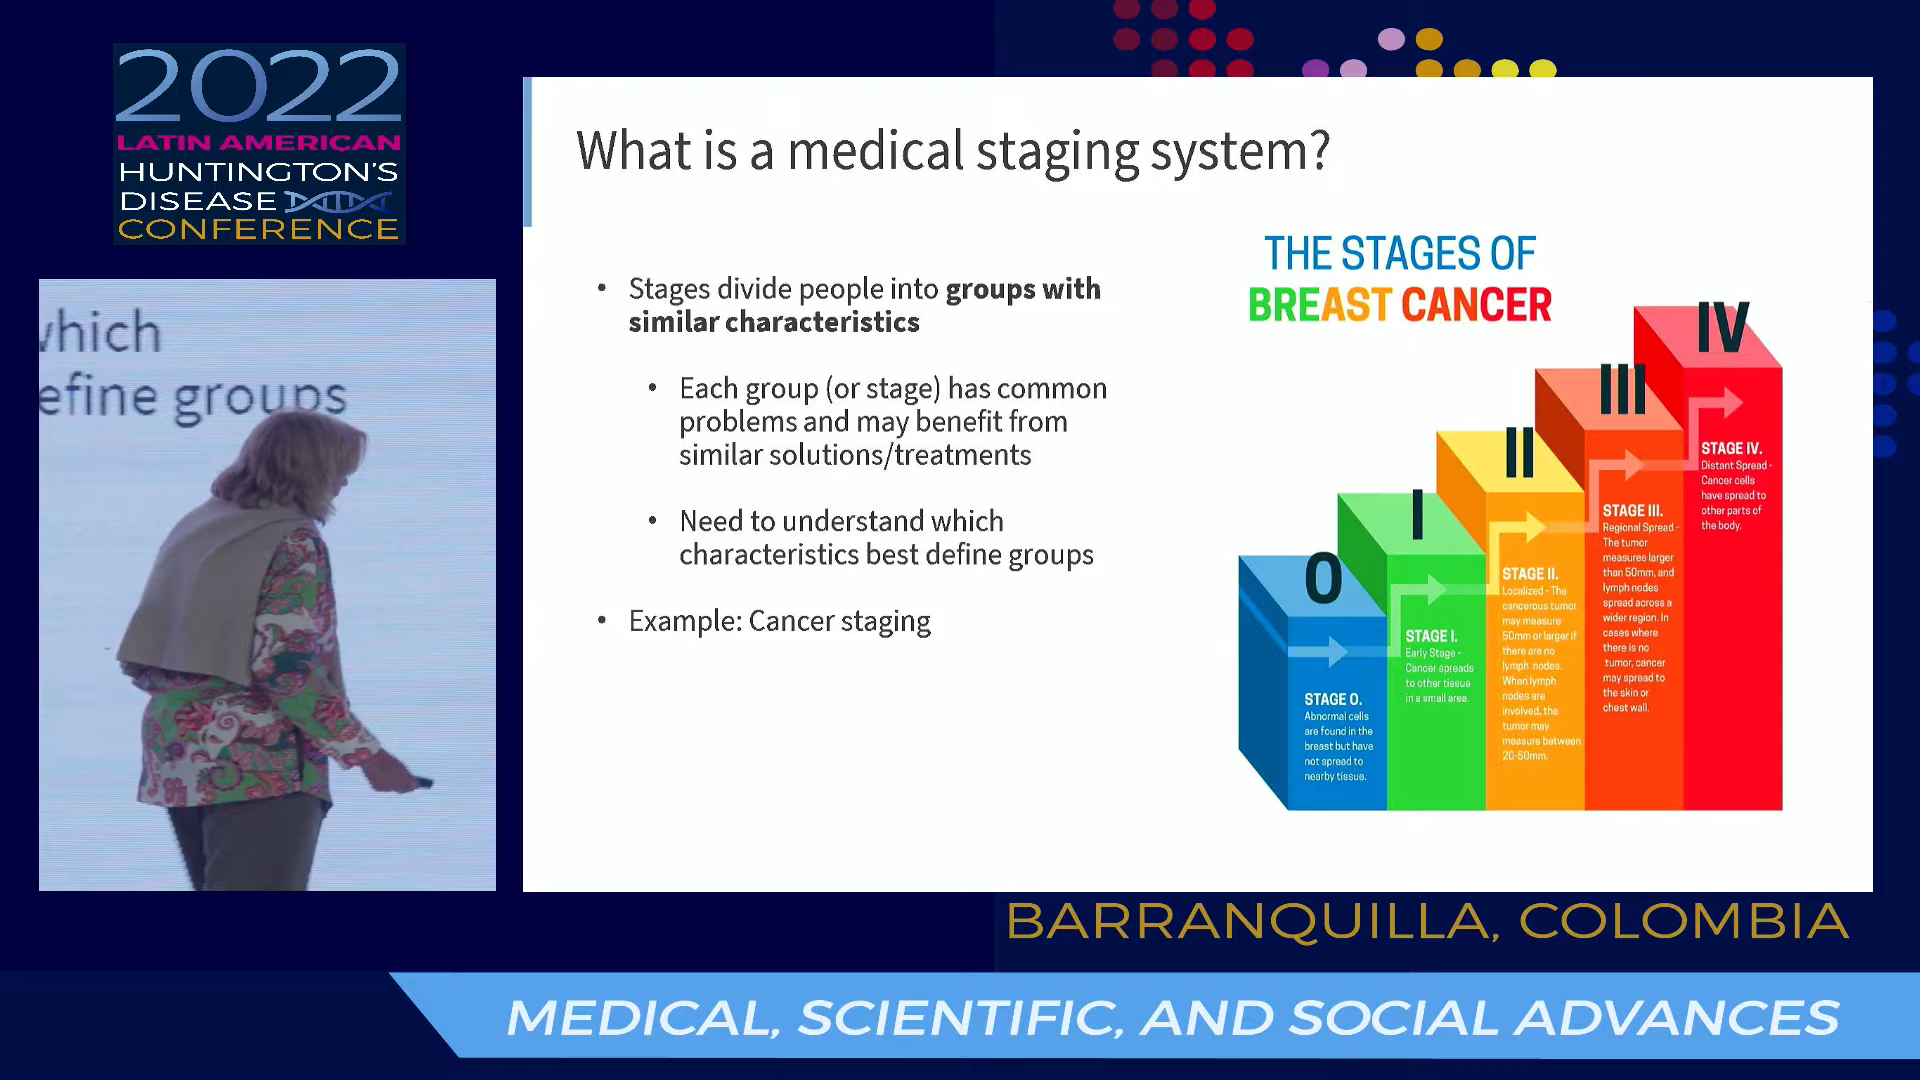 2022
LATIN AMERICAN
HUNTINGTON'S
DISEASE
CONFERENCE
which
efine groups
What is a medical staging system?
• Stages divide people into groups with
similar characteristics
• Each group (or stage) has common
problems and may benefit from
similar solutions/treatments
• Need to understand which
characteristics best define groups
• Example: Cancer staging
THE STAGES OF
BREAST CANCER
0
STAGE 0.
Abnormal cells
are found in the
breast but have
not spread to
nearby tissue.
I
STAGE I.
Early Stage -
Cancer spreads
to other tissue
in a small area.
II
STAGE II.
Localized - The
cancerous tumor
may measure
50mm or larger if
there are no
lymph nodes.
When lymph
nodes are
involved, the
tumor may
measure between
20-50mm.
III
STAGE III.
Regional Spread -
The tumor
measures larger
than 50mm, and
lymph nodes
spread across a
wider region. In
cases where
there is no
tumor, cancer
may spread to
the skin or
chest wall.
IV
STAGE IV.
Distant Spread -
Cancer cells
have spread to
other parts of
the body.
BARRANQUILLA, COLOMBIA
MEDICAL, SCIENTIFIC, AND SOCIAL ADVANCES